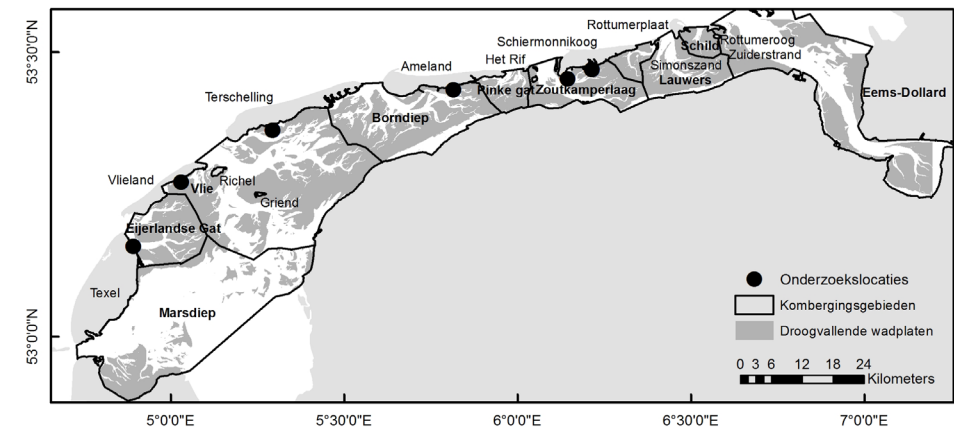 53°30'0"N
53°0'0"N
Rottumerplaat
Schiermonnikoog
Het Rif
Ameland
Terschelling
Schild
Rottumeroog
Zuiderstrand
Simonszand
Lauwers
Eems-Dollard
Pinke gat
Zoutkamperlaag
Borndiep
Vlieland
Vlie
Richel
Griend
Eijerlandse Gat
Texel
Marsdiep
Onderzoekslocaties
Kombergingsgebieden
Droogvallende wadplaten
0 3 6 12 18 24
Kilometers
5°0'0"E 5°30'0"E 6°0'0"E 6°30'0"E 7°0'0"E